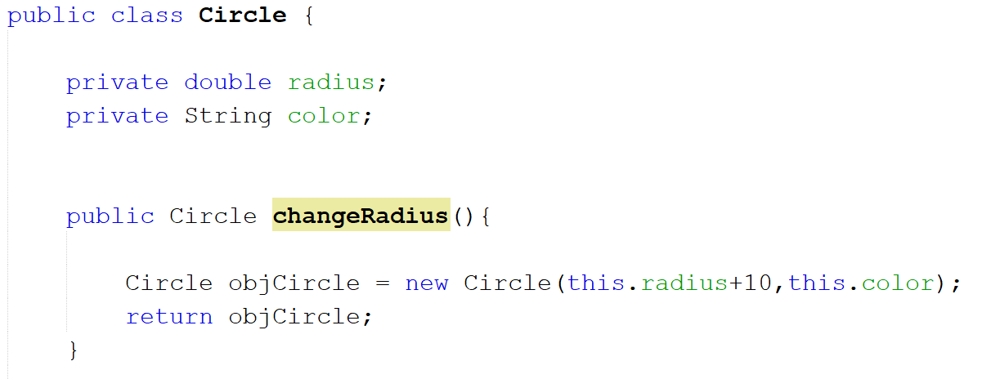 public class Circle {
private double radius;
private String color;
public Circle changeRadius(){
Circle objCircle = new Circle(this.radius+10,this.color);
return objCircle;
}